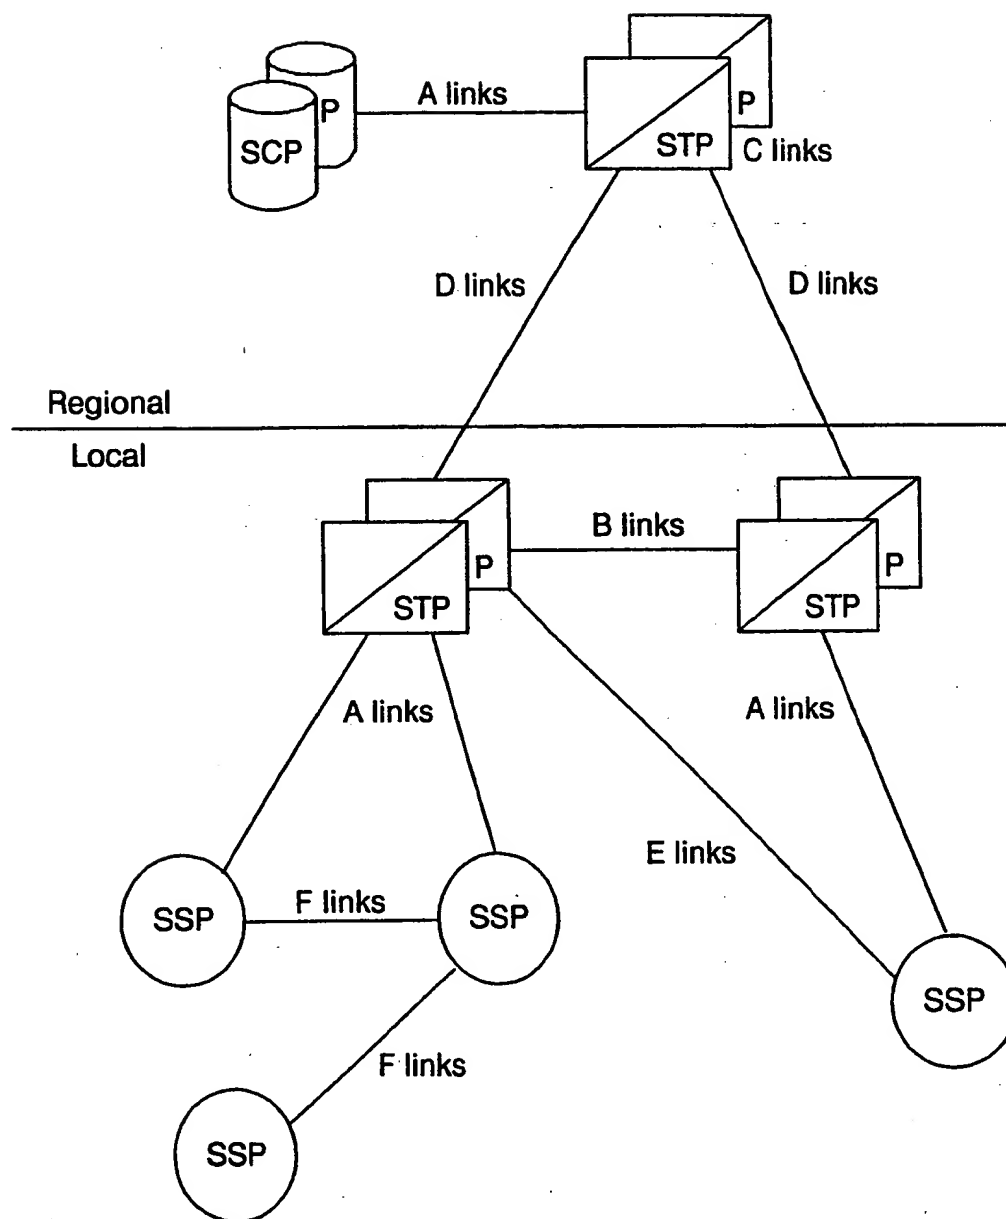 A links
P
P
SCP
STP
C links
D links
D links
Regional
Local
B links
P
P
STP
STP
A links
A links
E links
F links
SSP
SSP
SSP
F links
SSP